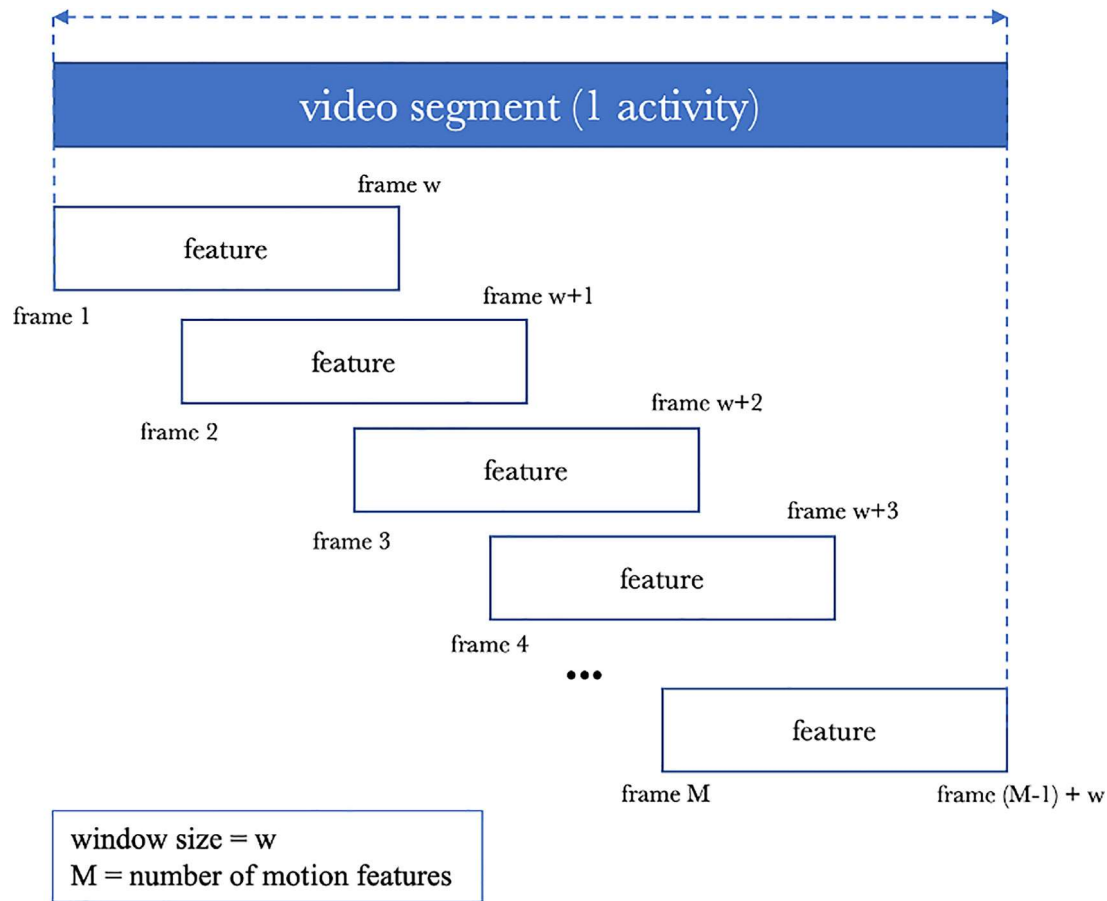 video segment (1 activity)
frame w
feature
frame 1
frame w+1
feature
frame 2
frame w+2
feature
frame 3
frame w+3
feature
frame 4
...
feature
frame M
frame (M-1) + w
window size = w
M = number of motion features